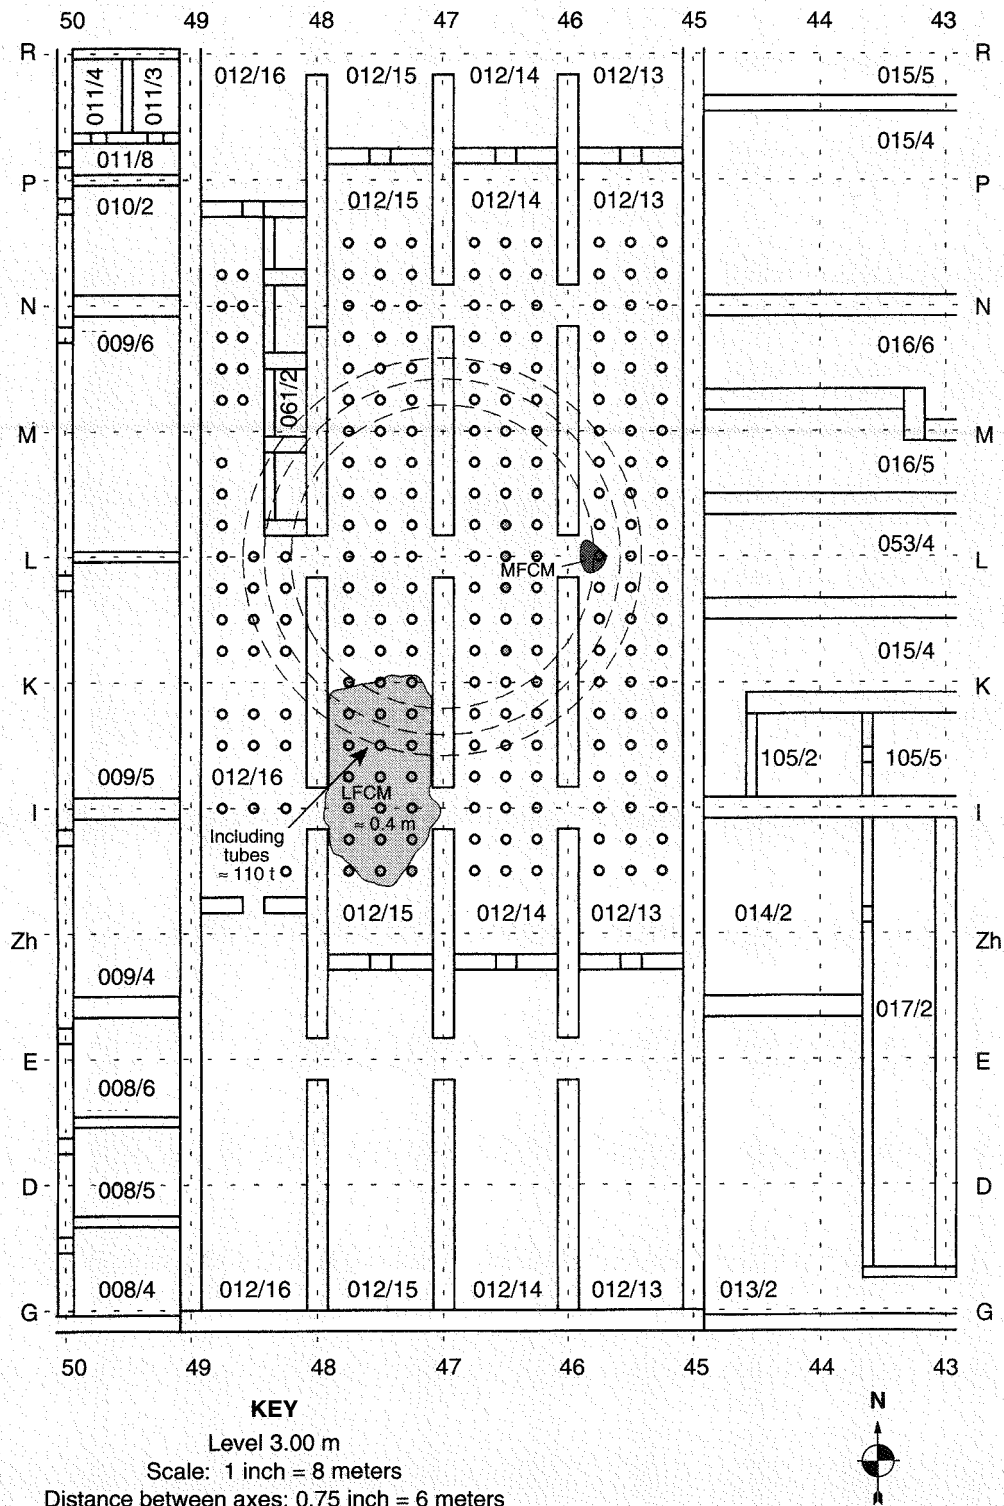 50 49 48 47 46 45 44 43
R R
012/16 012/15 012/14 012/13 015/5
011/4 011/3
015/4
011/8
P P
010/2 012/15 012/14 012/13
N N
009/6 016/6
061/2
M M
016/5
053/4
L L
MFCM
015/4
K K
105/2 105/5
009/5 012/16
LFCM
I I
≈ 0.4 m
Including
tubes
≈ 110 t
012/15 012/14 012/13 014/2
Zh Zh
009/4
017/2
E E
008/6
D D
008/5
008/4 012/16 012/15 012/14 012/13 013/2
G G
50 49 48 47 46 45 44 43
KEY
N
Level 3.00 m
Scale: 1 inch = 8 meters
Distance between axes: 0.75 inch = 6 meters